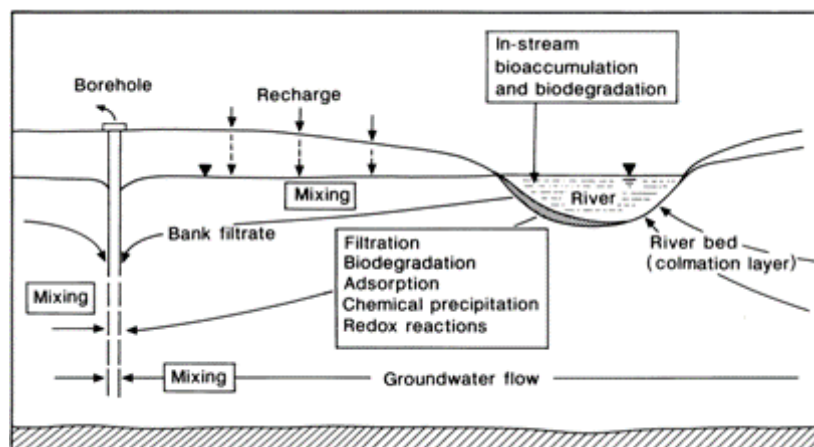 In-stream
bioaccumulation
and biodegradation
Borehole
Recharge
Mixing
River
Bank filtrate
Filtration
Biodegradation
Adsorption
Chemical precipitation
Redox reactions
River bed
(colmation layer)
Mixing
Mixing
Groundwater flow